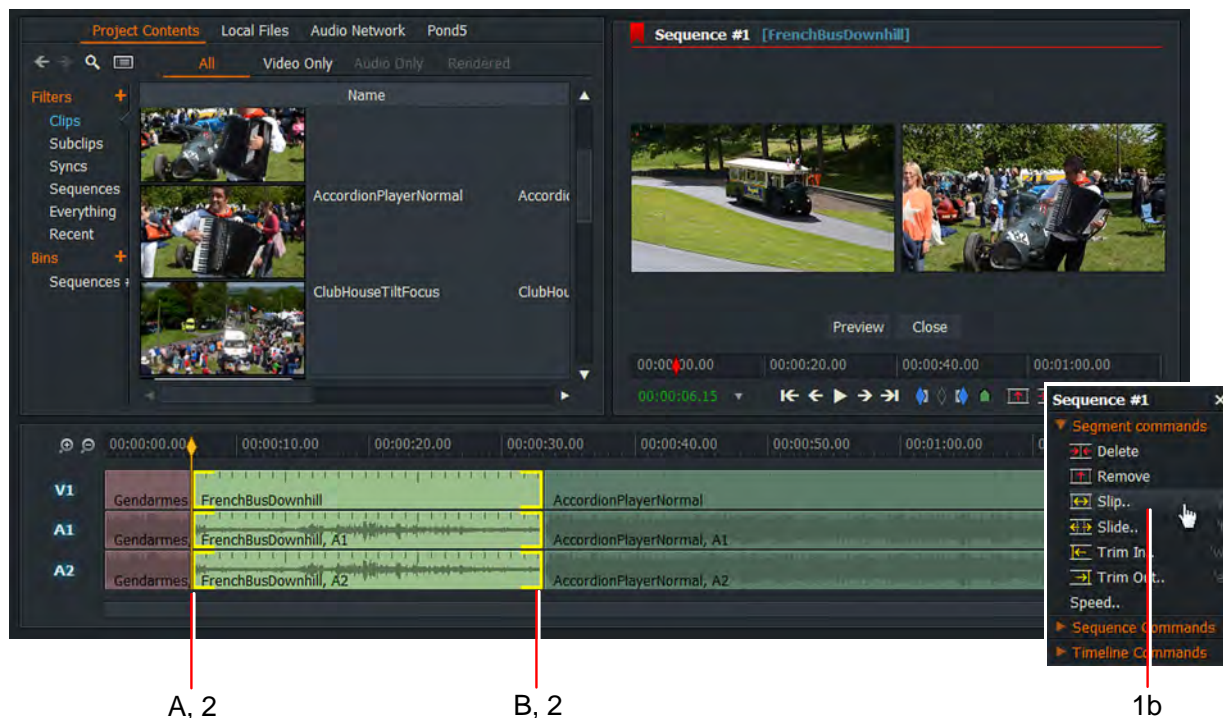 Project Contents Local Files Audio Network Pond5
All Video Only Audio Only Rendered
Filters +
Clips
Subclips
Syncs
Sequences
Everything
Recent
Bins +
Sequences
Name
AccordionPlayerNormal Accordic
ClubHouseTiltFocus ClubHou
Sequence #1 [FrenchBusDownhill]
Preview Close
00:00:20.00 00:00:40.00 00:01:00.00
00:00:06.15
00:00:00.00 00:00:10.00 00:00:20.00 00:00:30.00 00:00:40.00 00:00:50.00 00:01:00.00
V1 Gendarmes FrenchBusDownhill AccordionPlayerNormal
A1 FrenchBusDownhill, A1 AccordionPlayerNormal, A1
A2 Gendarmes, FrenchBusDownhill, A2 AccordionPlayerNormal, A2
Sequence #1 ×
Segment commands
Delete
Remove
Slip..
Slide..
Trim In..
Trim Out..
Speed..
Sequence Commands
Timeline Commands
A, 2 B, 2 1b